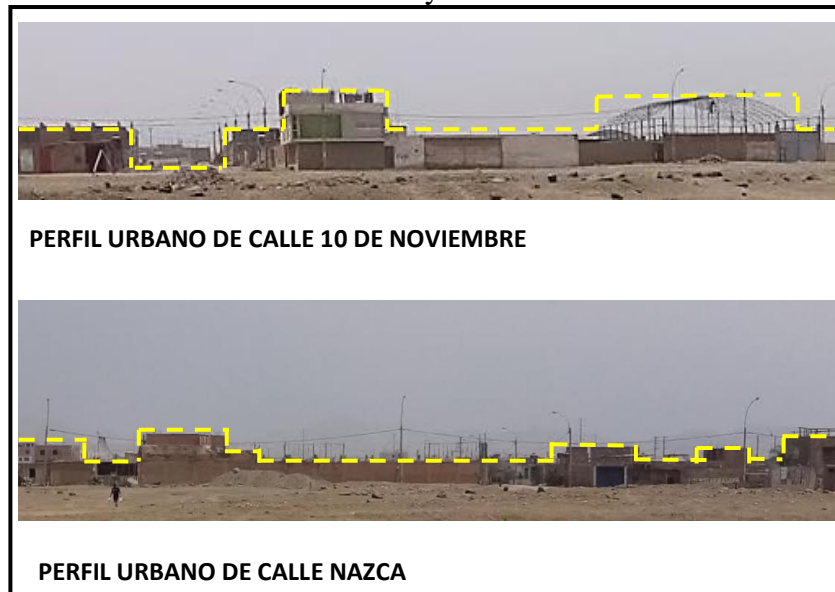 y
PERFIL URBANO DE CALLE 10 DE NOVIEMBRE
PERFIL URBANO DE CALLE NAZCA